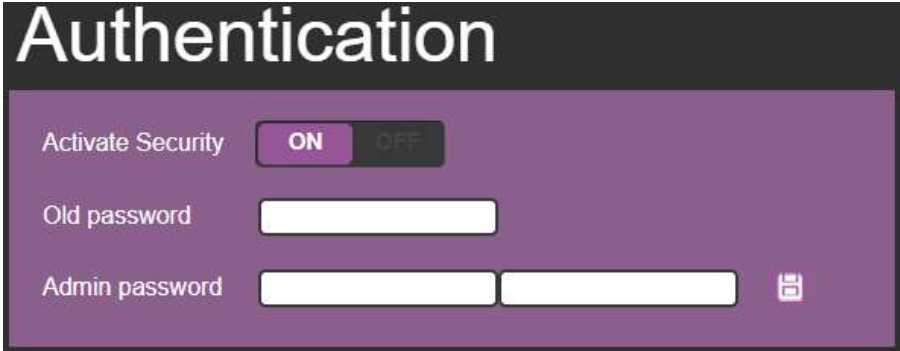 Authentication
Activate Security ON OFF
Old password
Admin password